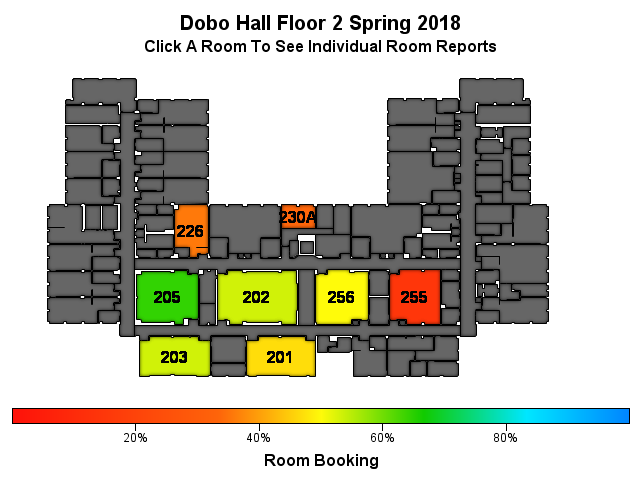 Dobo Hall Floor 2 Spring 2018
Click A Room To See Individual Room Reports
226
230A
205
202
256
255
203
201
20%
40%
60%
80%
Room Booking